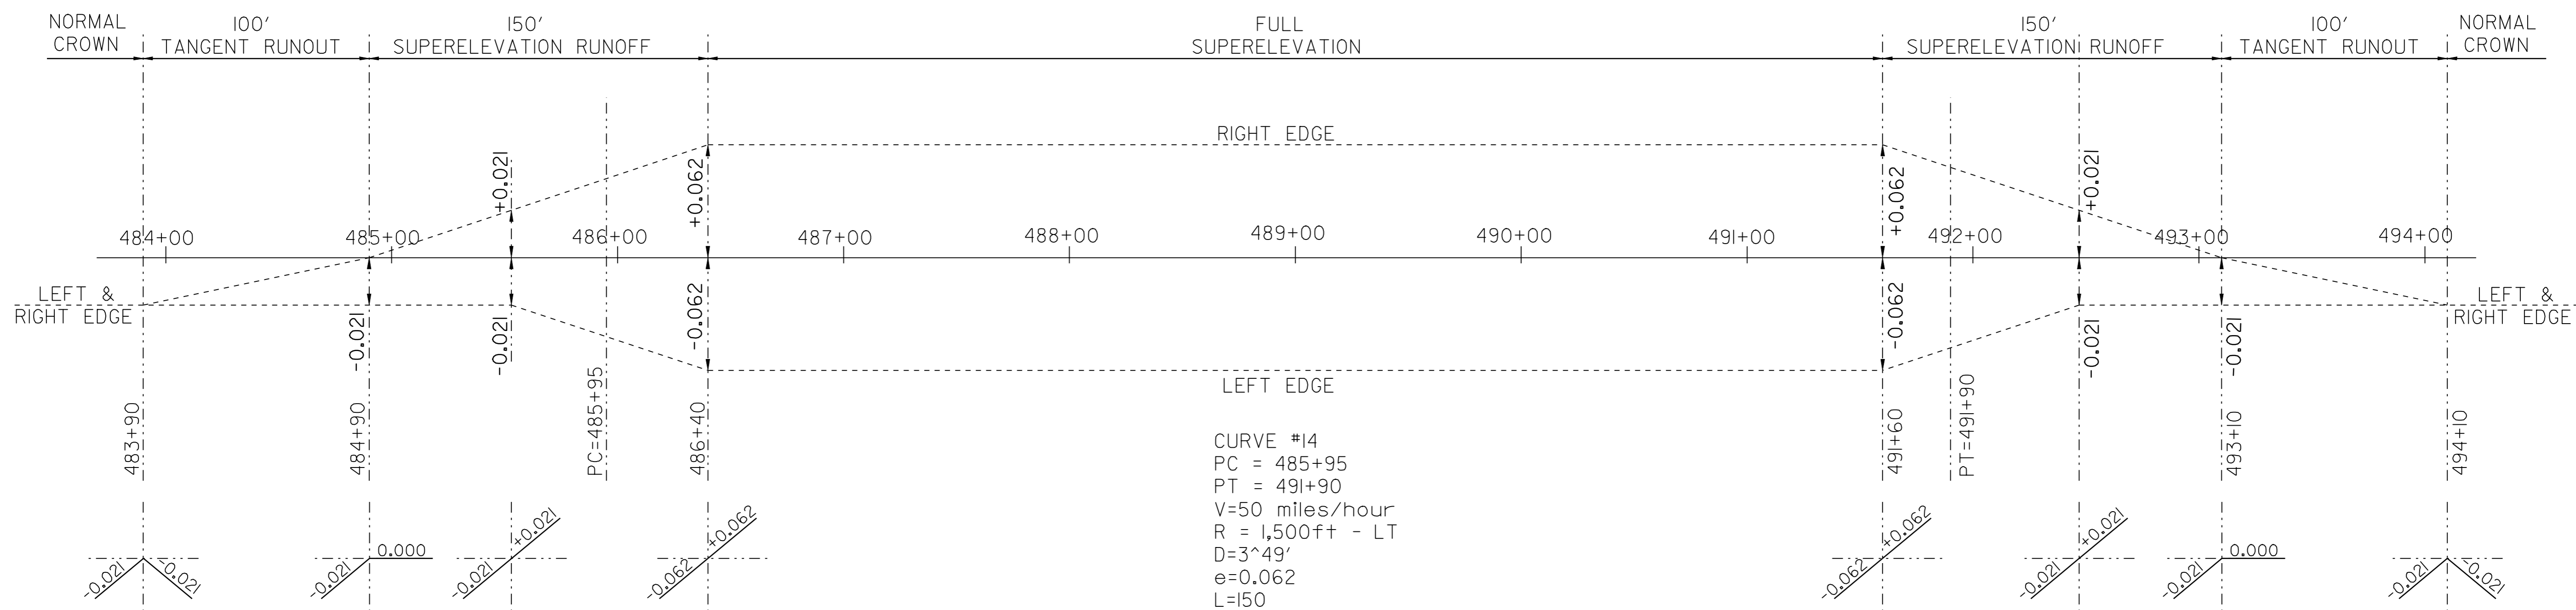 NORMAL
CROWN
100'
TANGENT RUNOUT
150'
SUPERELEVATION RUNOFF
FULL
SUPERELEVATION
150'
SUPERELEVATION RUNOFF
100'
TANGENT RUNOUT
NORMAL
CROWN
RIGHT EDGE
+0.021
+0.062
+0.062
+0.021
484+00
485+00
486+00
487+00
488+00
489+00
490+00
491+00
492+00
493+00
494+00
LEFT &
RIGHT EDGE
-0.021
-0.021
-0.062
-0.062
-0.021
-0.021
LEFT &
RIGHT EDGE
LEFT EDGE
483+90
484+90
PC=485+95
486+40
491+60
PT=491+90
493+10
494+10
CURVE #14
PC = 485+95
PT = 491+90
V=50 miles/hour
R = 1,500ft - LT
D=3^49'
e=0.062
L=150
-0.021
-0.021
-0.021
0.000
-0.021
+0.021
-0.062
+0.062
-0.062
+0.062
-0.021
+0.021
-0.021
0.000
-0.021
-0.021